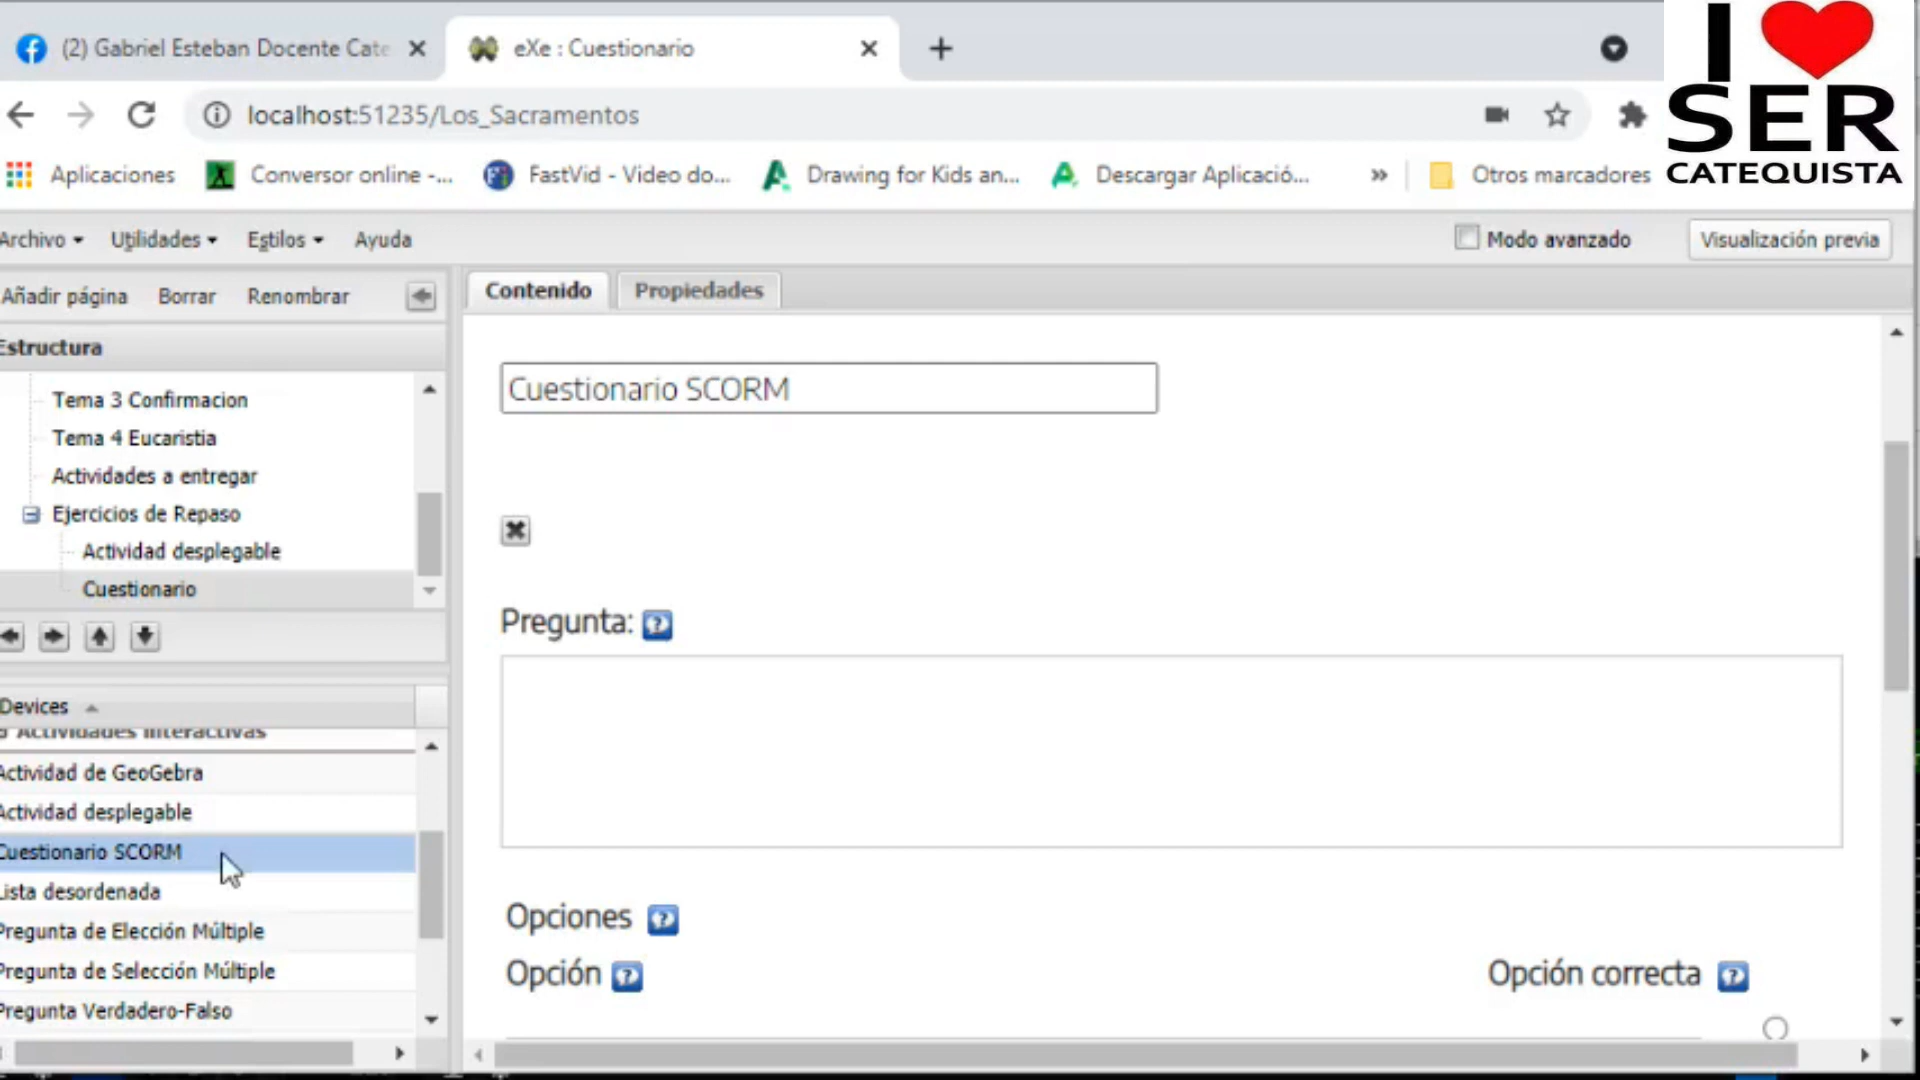 (2) Gabriel Esteban Docente Cate
eXe : Cuestionario
I
SER
CATEQUISTA
localhost:51235/Los_Sacramentos
Aplicaciones
Conversor online -...
FastVid - Video do...
Drawing for Kids an...
Descargar Aplicació...
»
Otros marcadores
Archivo
Utilidades
Estilos
Ayuda
Modo avanzado
Visualización previa
Añadir página
Borrar
Renombrar
Contenido
Propiedades
Estructura
Tema 3 Confirmacion
Tema 4 Eucaristia
Actividades a entregar
Ejercicios de Repaso
Actividad desplegable
Cuestionario
Cuestionario SCORM
Pregunta:
Devices
Actividades interactivas
Actividad de GeoGebra
Actividad desplegable
Cuestionario SCORM
Lista desordenada
Pregunta de Elección Múltiple
Pregunta de Selección Múltiple
Pregunta Verdadero-Falso
Opciones
Opción
Opción correcta